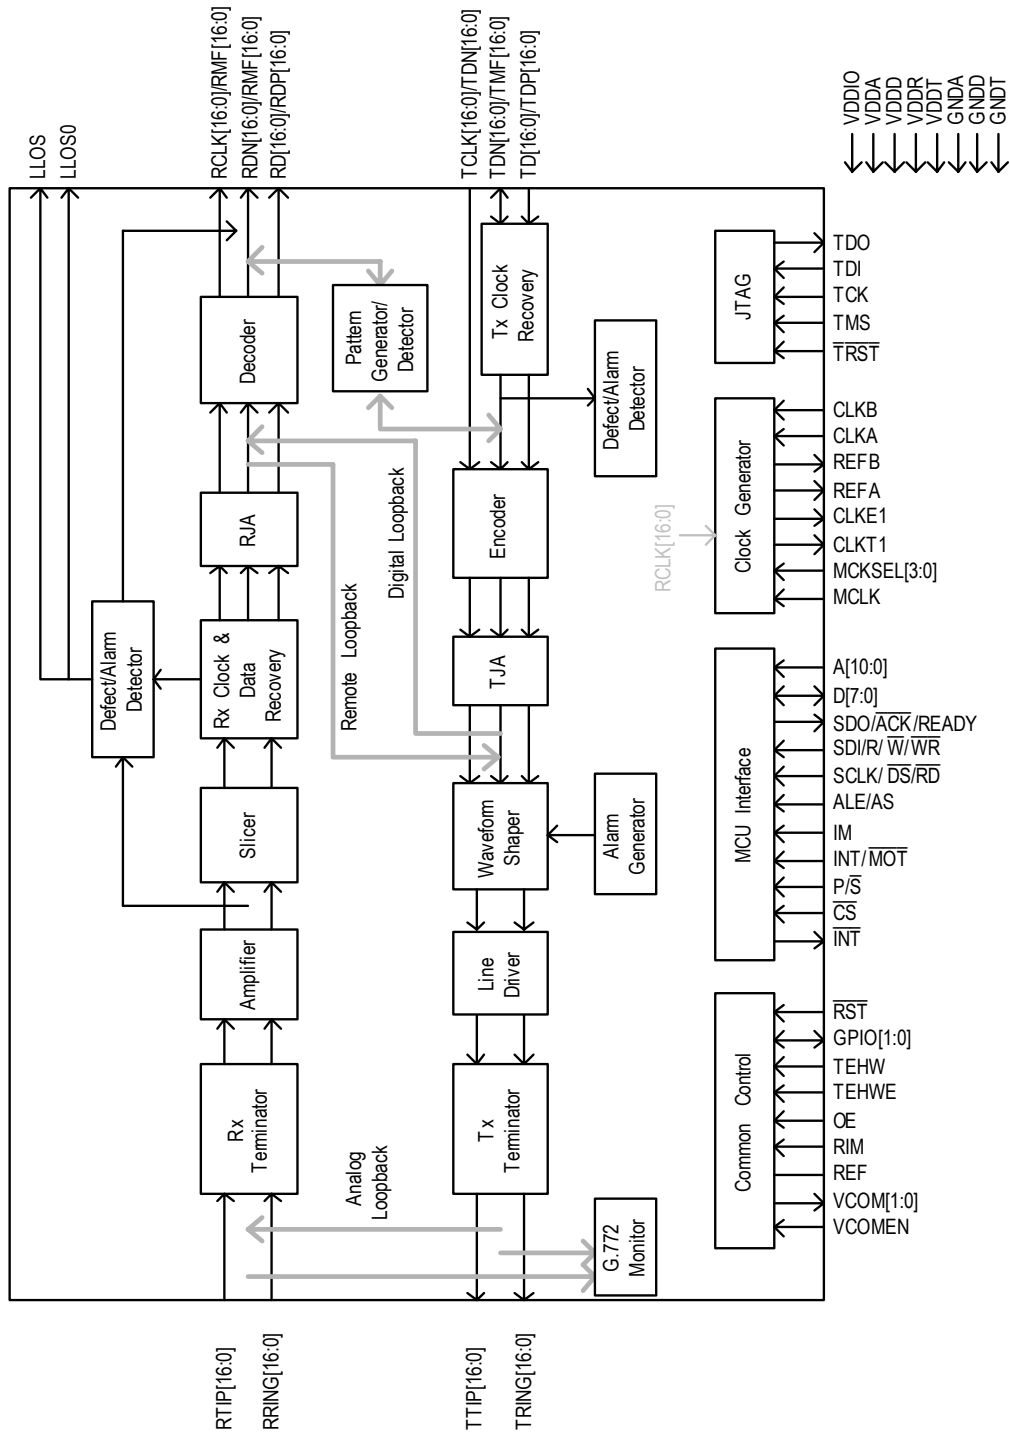 LLOS
LLOS0
RCLK[16:0]/RMF[16:0]
RDN[16:0]/RMF[16:0]
RD[16:0]/RDP[16:0]
TCLK[16:0]/TDN[16:0]
TDN[16:0]/TMF[16:0]
TD[16:0]/TDP[16:0]
VDDIO
VDDA
VDDD
VDDR
VDDT
GNDA
GNDD
GNDT
Decoder
Pattern
Generator/
Detector
Tx Clock
Recovery
Defect/Alarm
Detector
JTAG
TDO
TDI
TCK
TMS
TRST
RJA
Digital Loopback
Encoder
RCLK[16:0]
Clock Generator
CLKB
CLKA
REFB
REFA
CLKE1
CLKT1
MCKSEL[3:0]
MCLK
Defect/Alarm
Detector
Rx Clock &
Data
Recovery
Remote Loopback
TJA
Slicer
Waveform
Shaper
Alarm
Generator
MCU Interface
A[10:0]
D[7:0]
SDO/ACK/READY
SDI/R/W/WR
SCLK/DS/RD
ALE/AS
IM
INT/MOT
P/S
CS
INT
Amplifier
Line
Driver
Rx
Terminator
Tx
Terminator
Analog
Loopback
G.772
Monitor
Common Control
RST
GPIO[1:0]
TEHW
TEHWE
OE
RIM
REF
VCOM[1:0]
VCOMEN
RTIP[16:0]
RRING[16:0]
TTIP[16:0]
TRING[16:0]